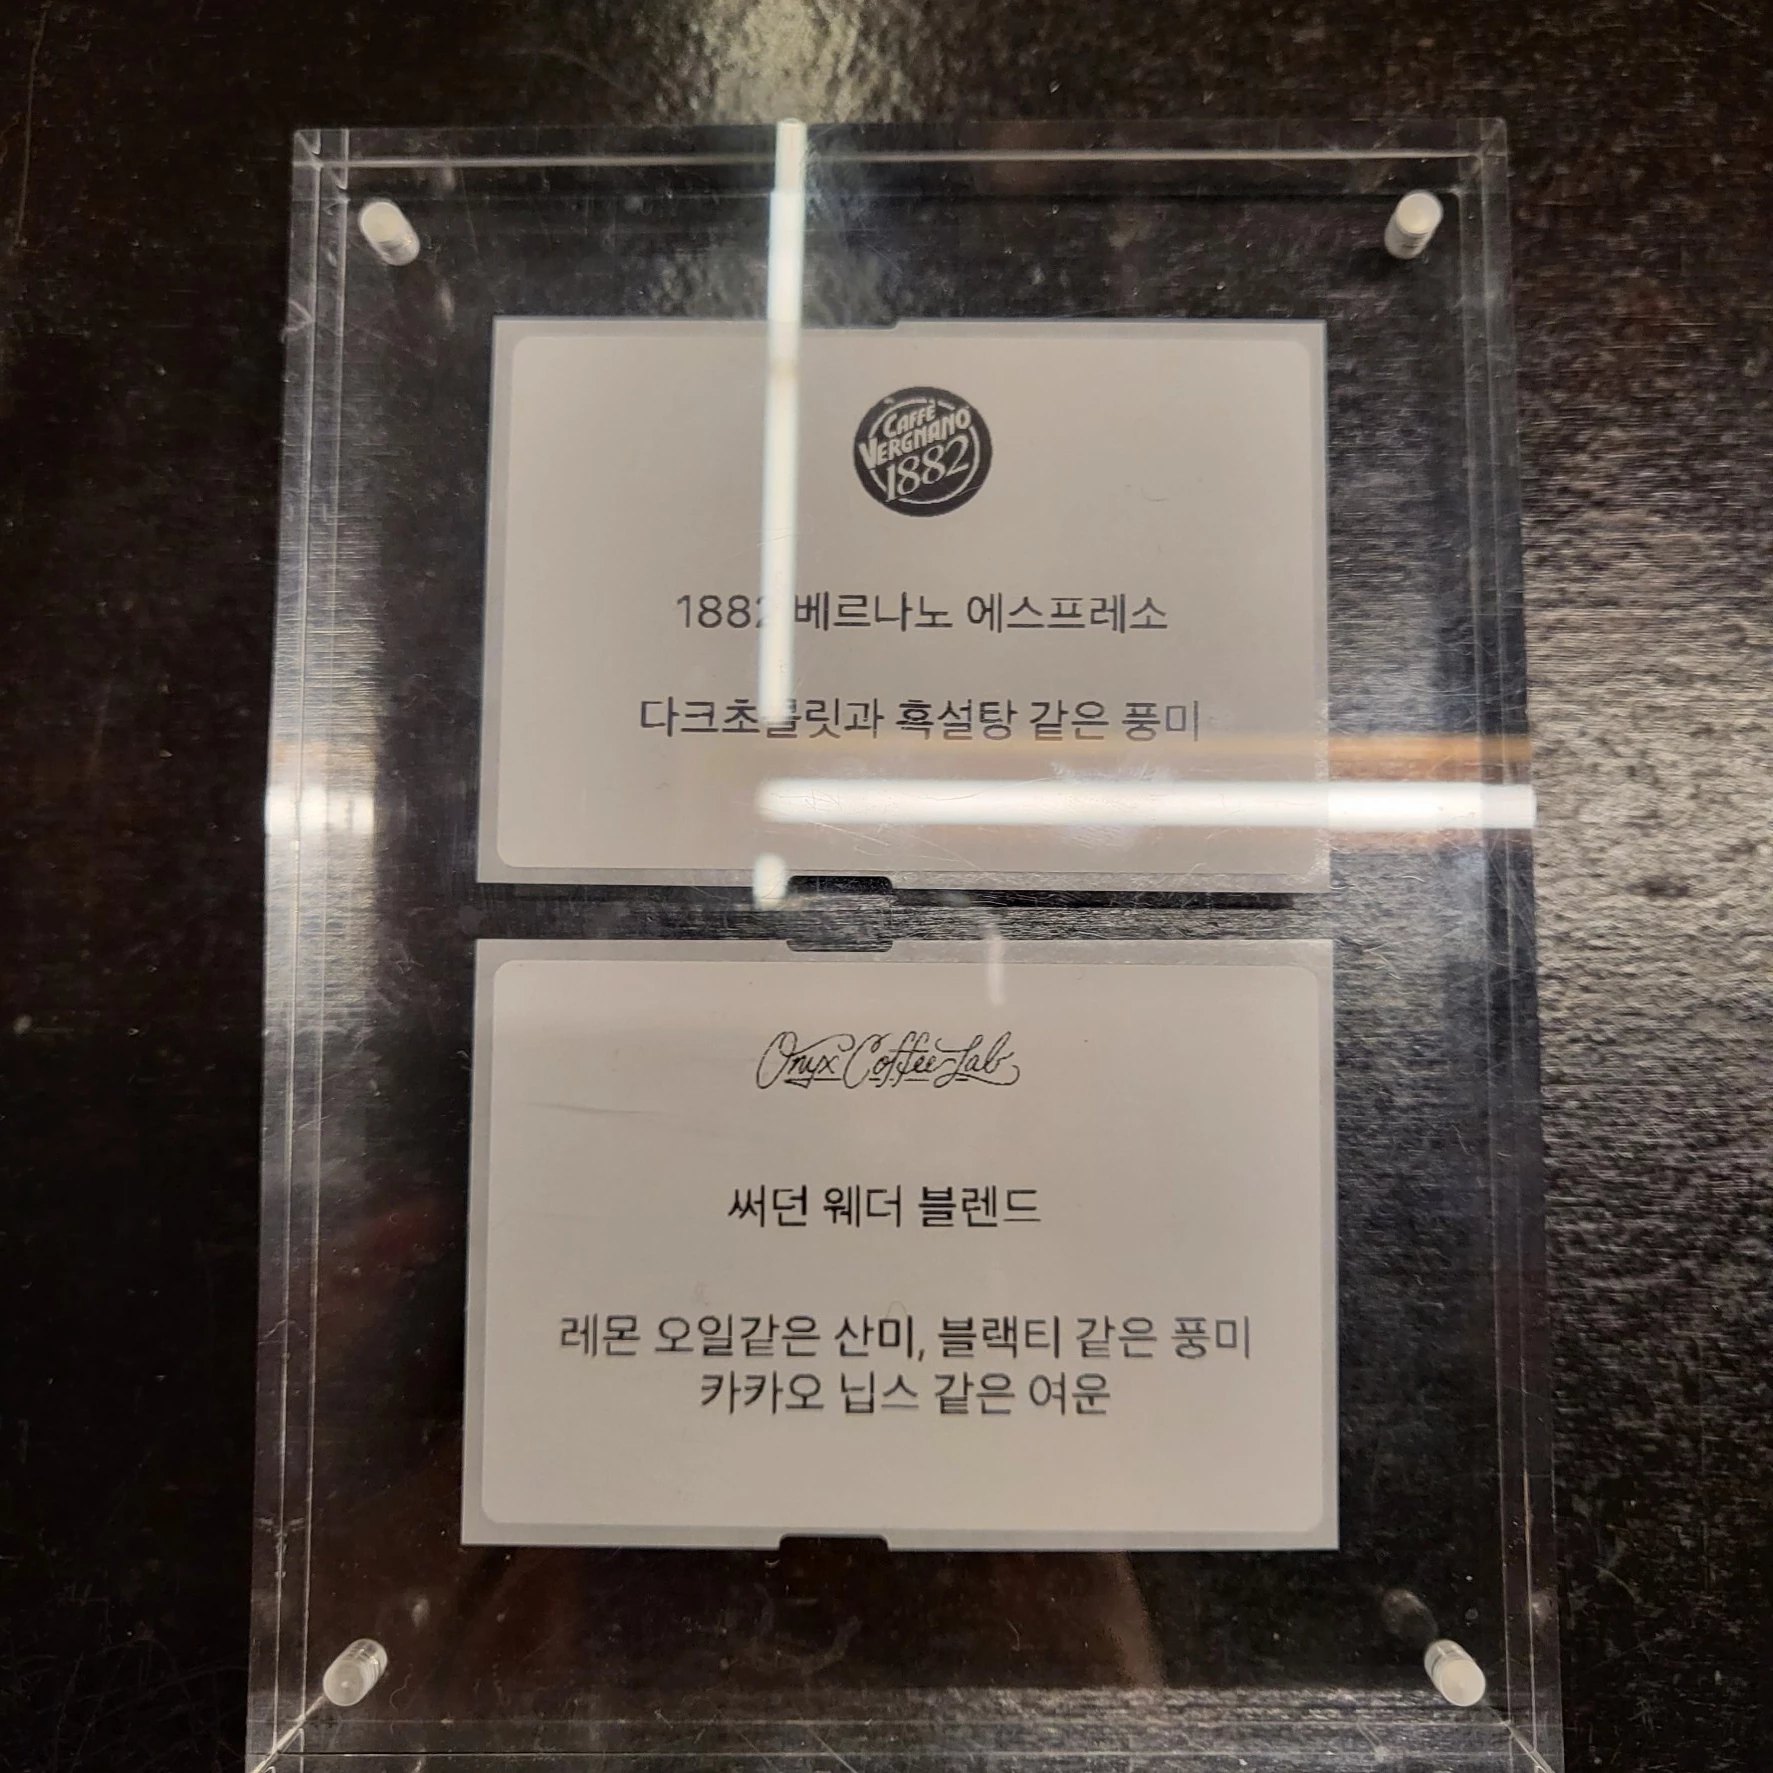 CAFFÈ
VERGNANO
1882
1882 베르나노 에스프레소
다크초콜릿과 흑설탕 같은 풍미
Onyx Coffee Lab
써던 웨더 블렌드
레몬 오일같은 산미, 블랙티 같은 풍미
카카오 닙스 같은 여운